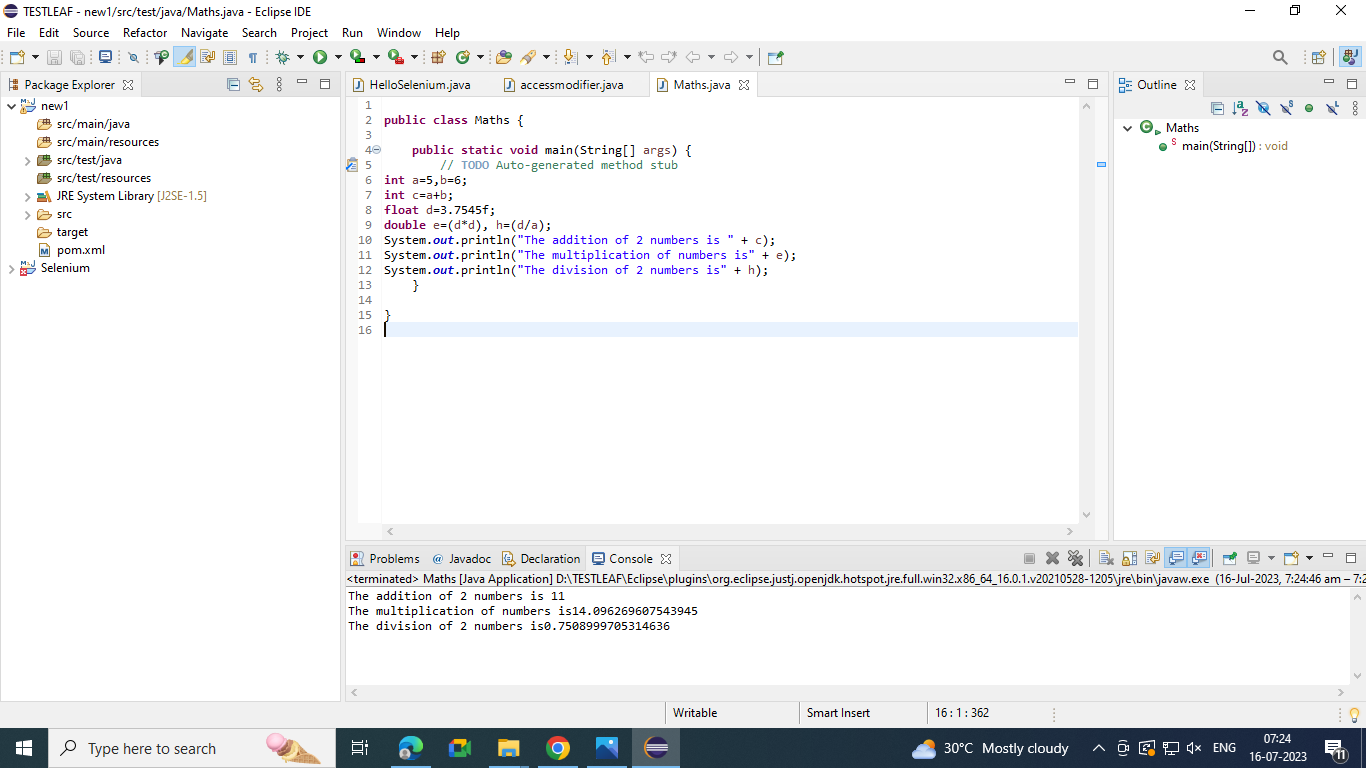 TESTLEAF - new1/src/test/java/Maths.java - Eclipse IDE
File Edit Source Refactor Navigate Search Project Run Window Help
Package Explorer
new1
src/main/java
src/main/resources
src/test/java
src/test/resources
JRE System Library [J2SE-1.5]
src
target
pom.xml
Selenium
HelloSelenium.java accessmodifier.java Maths.java
1
2 public class Maths {
3
4 public static void main(String[] args) {
5 // TODO Auto-generated method stub
6 int a=5,b=6;
7 int c=a+b;
8 float d=3.7545f;
9 double e=(d*d), h=(d/a);
10 System.out.println("The addition of 2 numbers is " + c);
11 System.out.println("The multiplication of numbers is" + e);
12 System.out.println("The division of 2 numbers is" + h);
13 }
14
15 }
16
Outline
Maths
main(String[]) : void
Problems @ Javadoc Declaration Console
<terminated> Maths [Java Application] D:\TESTLEAF\Eclipse\plugins\org.eclipse.justj.openjdk.hotspot.jre.full.win32.x86_64_16.0.1.v20210528-1205\jre\bin\javaw.exe (16-Jul-2023, 7:24:46 am – 7:2
The addition of 2 numbers is 11
The multiplication of numbers is14.096269607543945
The division of 2 numbers is0.7508999705314636
Writable Smart Insert 16 : 1 : 362
Type here to search
30°C Mostly cloudy
ENG
07:24
16-07-2023
11